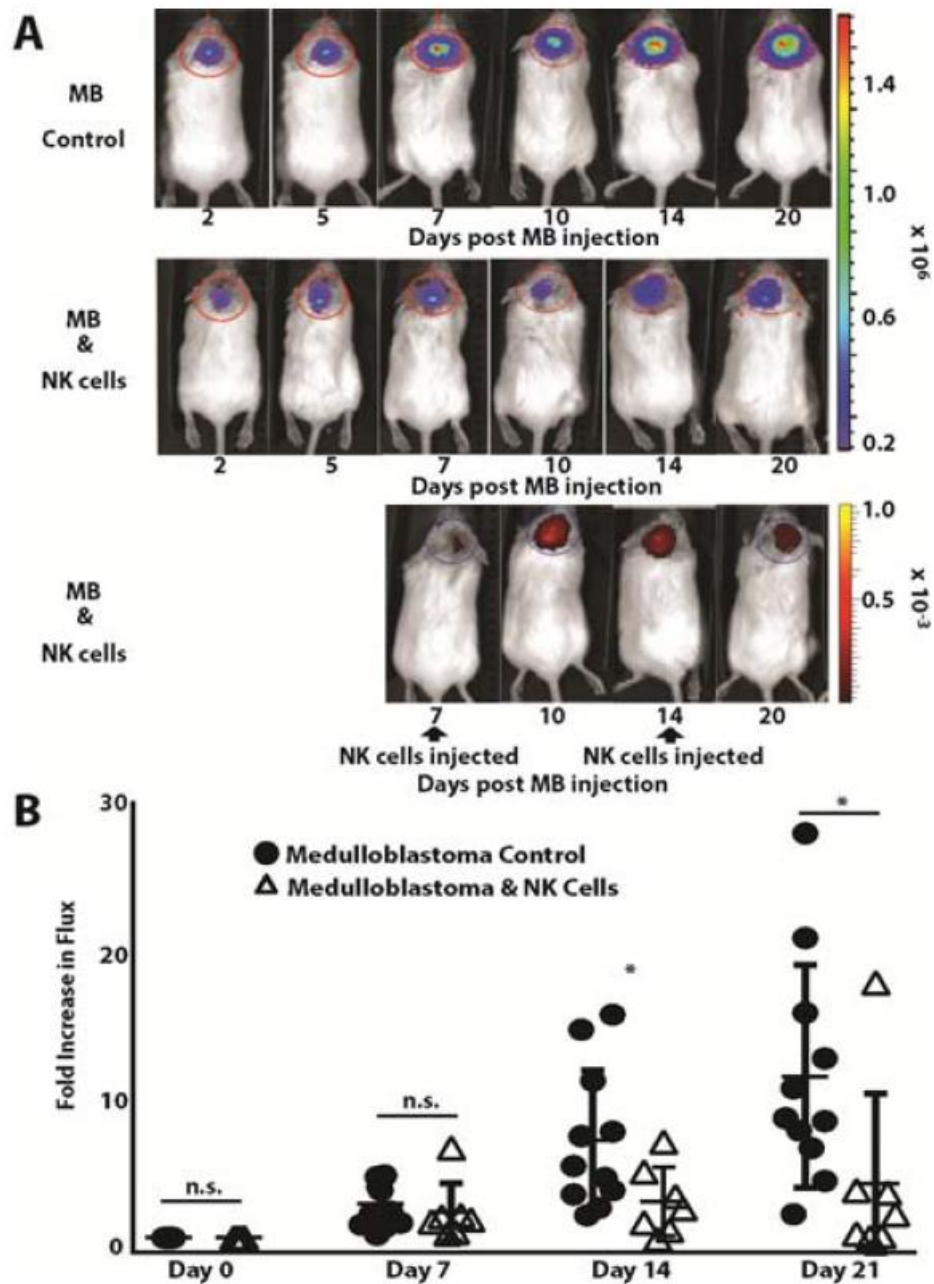 A
MB
Control
2 5 7 10 14 20
Days post MB injection
1.4
1.0
0.6
0.2
x 10⁶
MB
&
NK cells
2 5 7 10 14 20
Days post MB injection
MB
&
NK cells
1.0
0.5
x 10⁻³
7 10 14 20
NK cells injected NK cells injected
Days post MB injection
B
Fold Increase in Flux
30
20
10
0
Medulloblastoma Control
Medulloblastoma & NK Cells
n.s.
n.s.
*
*
Day 0 Day 7 Day 14 Day 21